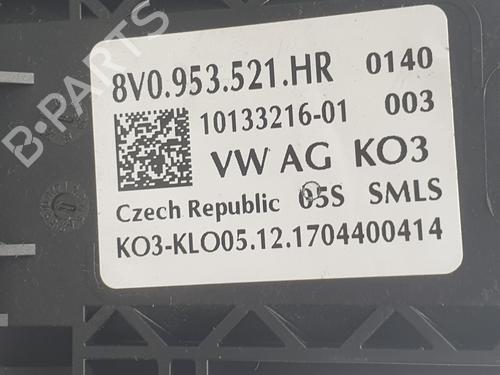 8V0.953.521.HR 0140
10133216-01 003
VW AG KO3
Czech Republic 05S SMLS
KO3-KLO05.12.1704400414
B-PARTS